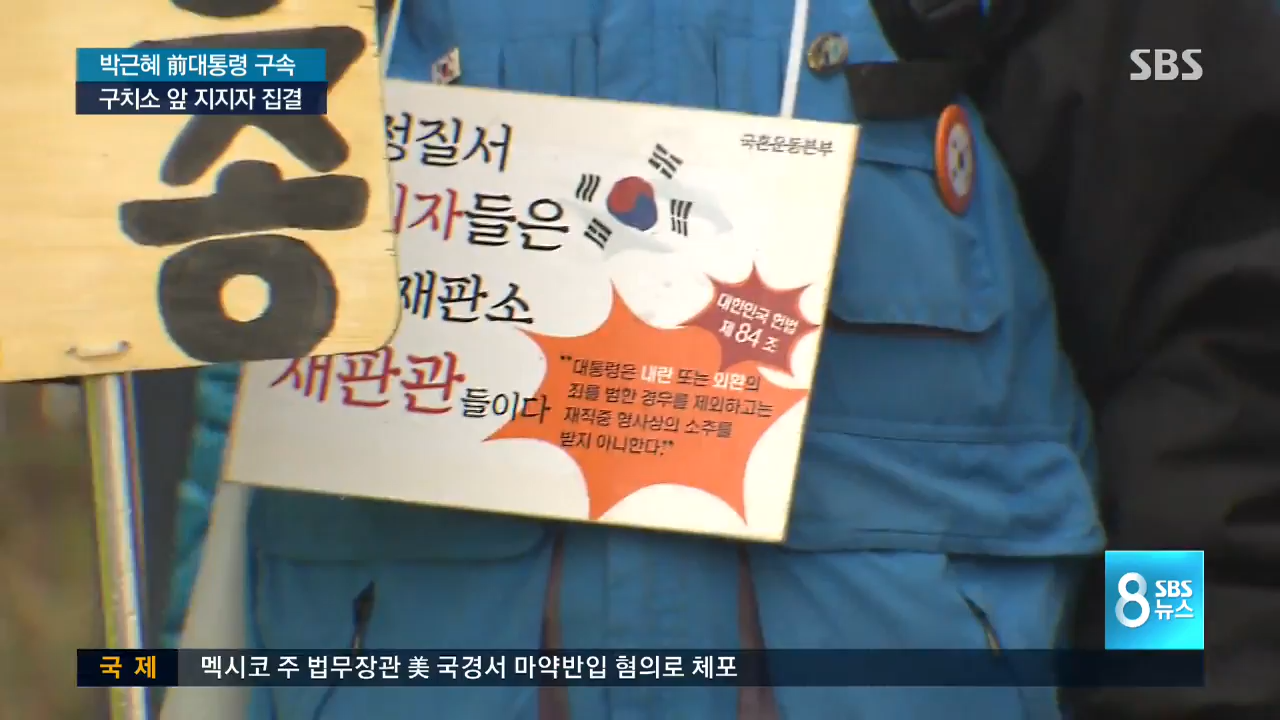 박근혜 前대통령 구속
구치소 앞 지지자 집결
SBS
국혼운동본부
정질서
자들은
재판소
재판관들이다
대한민국 헌법
제 84 조
"대통령은 내란 또는 외환의
죄를 범한 경우를 제외하고는
재직중 형사상의 소추를
받지 아니한다."
8 SBS
뉴스
국제 멕시코 주 법무장관 美 국경서 마약반입 혐의로 체포